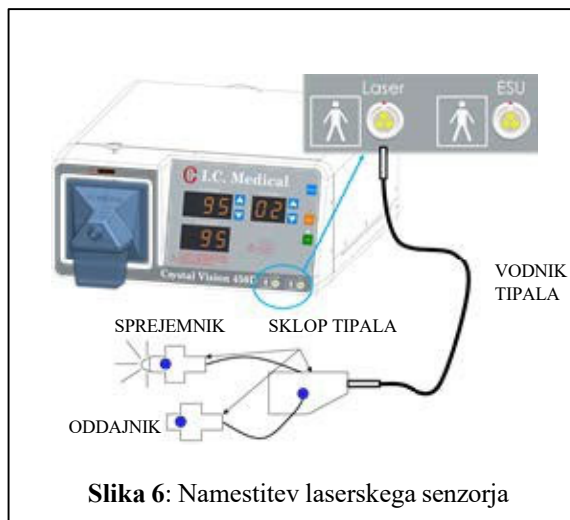 Laser
ESU
I.C. Medical
95
02
95
Crystal Vision 450D
VODNIK
TIPALA
SPREJEMNIK
SKLOP TIPALA
ODDAJNIK
Slika 6: Namestitev laserskega senzorja